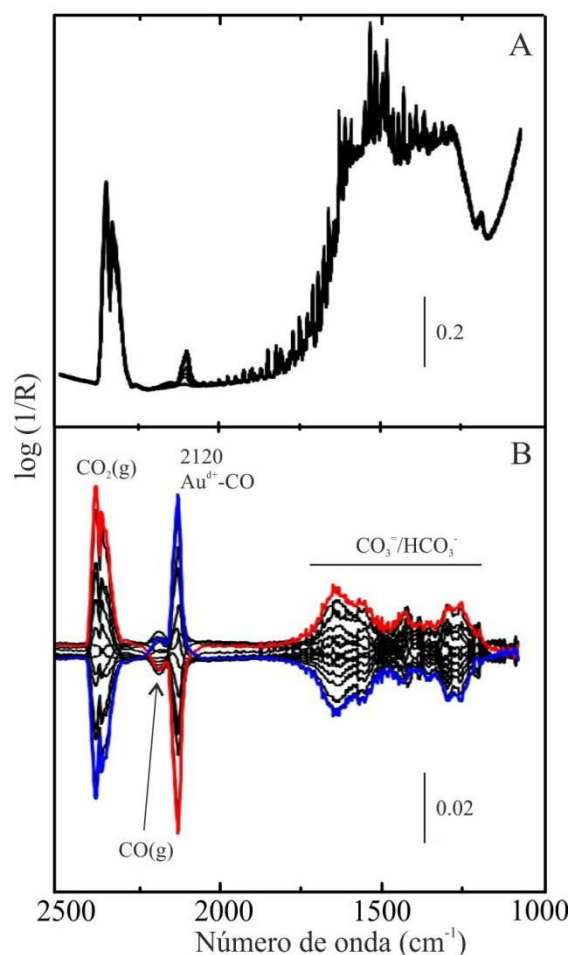 A
0.2
log (1/R)
B
CO₂(g)
2120
Auᵈ⁺-CO
CO₃⁼/HCO₃⁻
0.02
CO(g)
2500 2000 1500 1000
Número de onda (cm⁻¹)